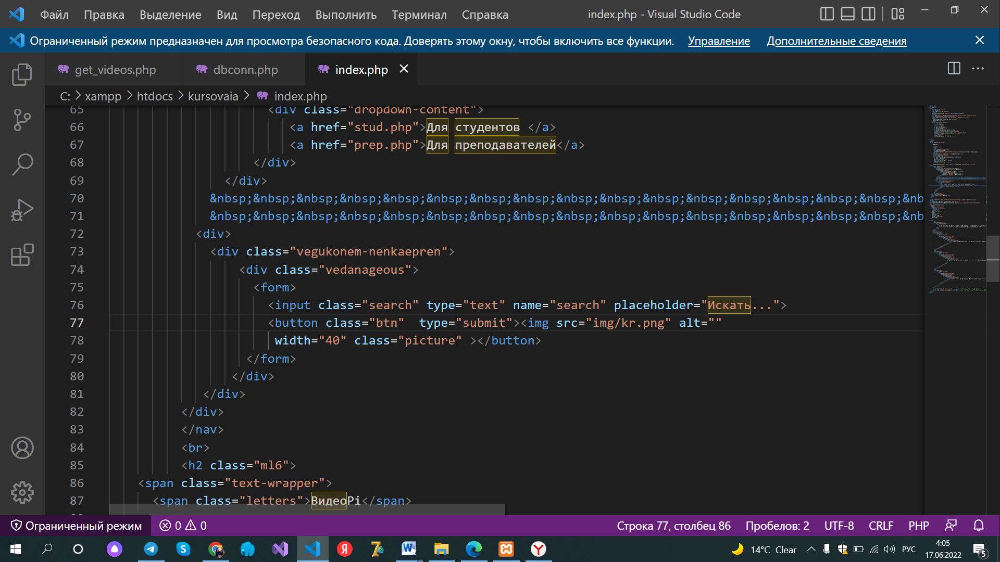 Файл Правка Выделение Вид Переход Выполнить Терминал Справка index.php - Visual Studio Code
Ограниченный режим предназначен для просмотра безопасного кода. Доверять этому окну, чтобы включить все функции. Управление Дополнительные сведения
get_videos.php dbconn.php index.php
C: > xampp > htdocs > kursovaia > index.php
65 <div class="dropdown-content">
66 <a href="stud.php">Для студентов </a>
67 <a href="prep.php">Для преподавателей</a>
68 </div>
69 </div>
70 &nbsp;&nbsp;&nbsp;&nbsp;&nbsp;&nbsp;&nbsp;&nbsp;&nbsp;&nbsp;&nbsp;&nbsp;&nbsp;&nbsp;&nbsp;&nbsp;&nb
71 &nbsp;&nbsp;&nbsp;&nbsp;&nbsp;&nbsp;&nbsp;&nbsp;&nbsp;&nbsp;&nbsp;&nbsp;&nbsp;&nbsp;&nbsp;&nbsp;&nb
72 <div>
73 <div class="vegukonem-nenkaepren">
74 <div class="vedanageous">
75 <form>
76 <input class="search" type="text" name="search" placeholder="Искать...">
77 <button class="btn"  type="submit"><img src="img/kr.png" alt=""
78 width="40" class="picture" ></button>
79 </form>
80 </div>
81 </div>
82 </div>
83 </nav>
84 <br>
85 <h2 class="ml6">
86 <span class="text-wrapper">
87 <span class="letters">ВидеоPi</span>
Ограниченный режим 0 0 Строка 77, столбец 86 Пробелов: 2 UTF-8 CRLF PHP
14°C Clear РУС 4:05
17.06.2022 5